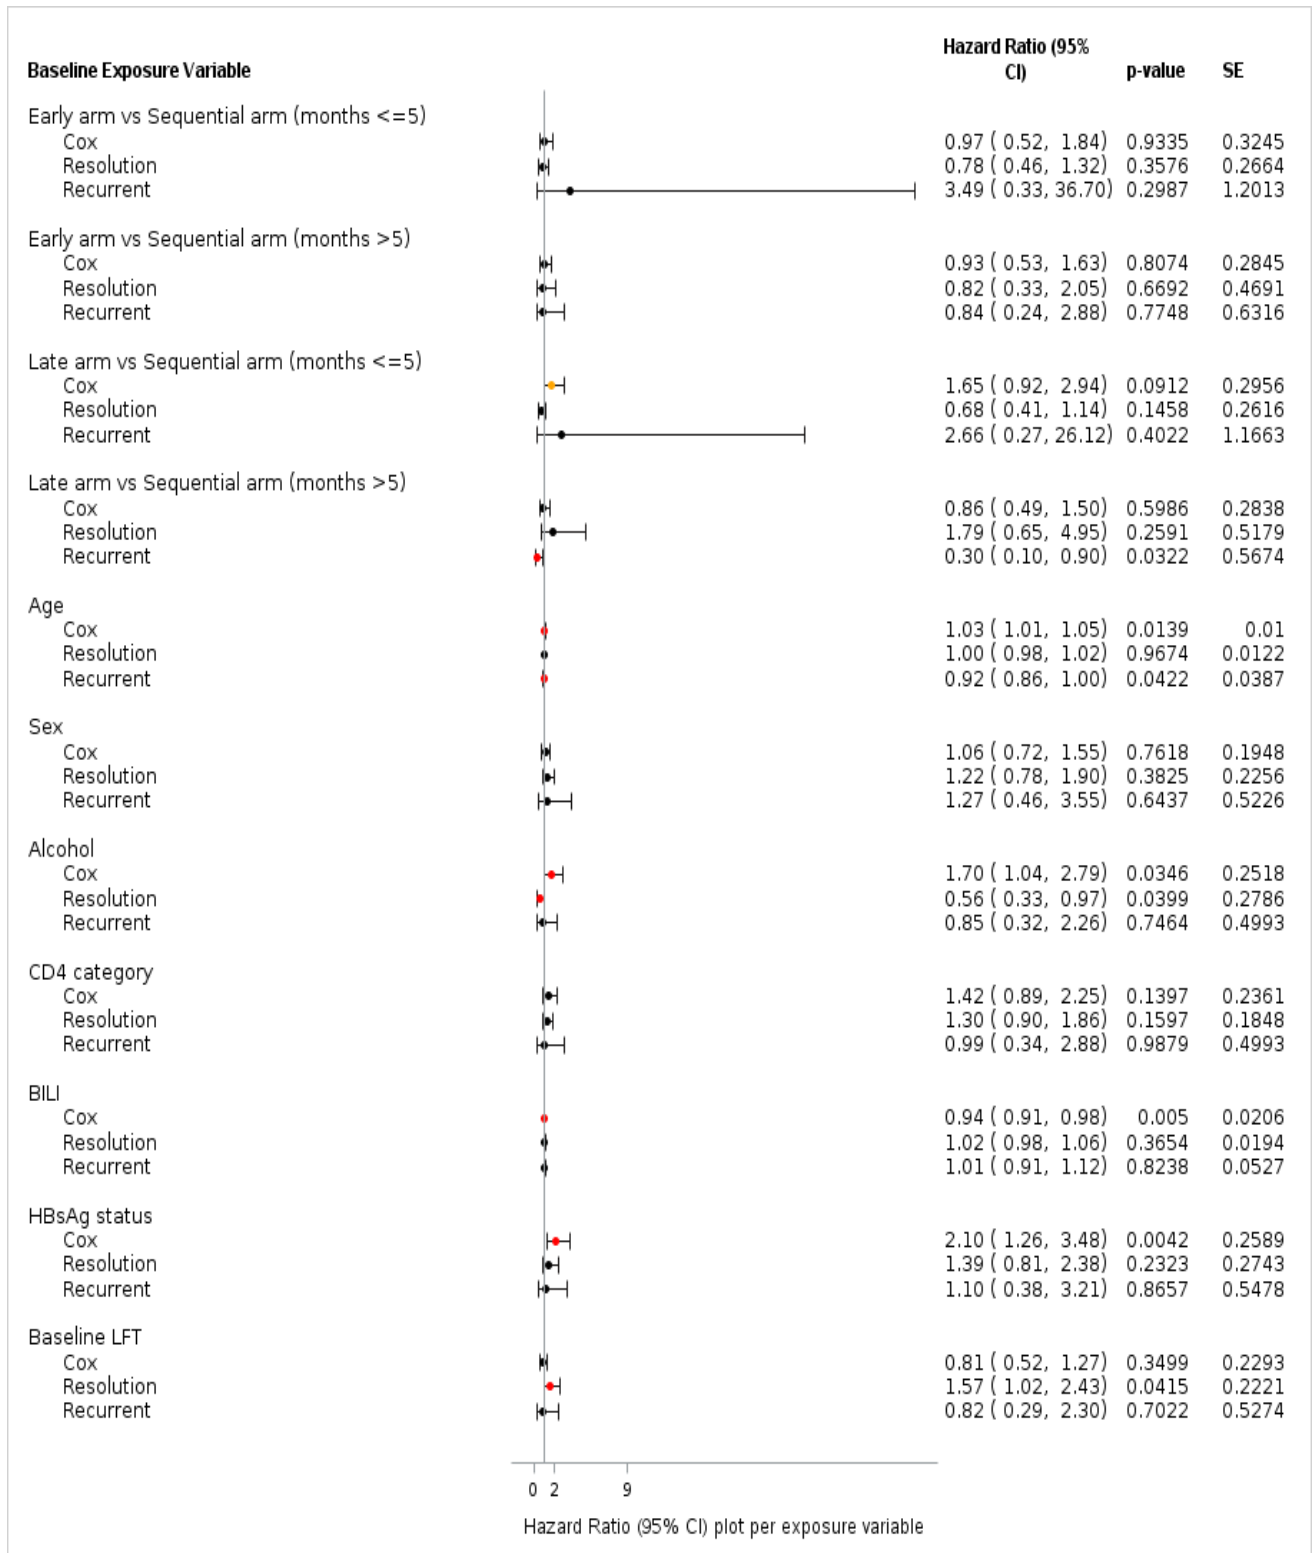 Hazard Ratio (95%
Baseline Exposure Variable CI) p-value SE
Early arm vs Sequential arm (months <=5)
Cox 0.97 ( 0.52, 1.84) 0.9335 0.3245
Resolution 0.78 ( 0.46, 1.32) 0.3576 0.2664
Recurrent 3.49 ( 0.33, 36.70) 0.2987 1.2013
Early arm vs Sequential arm (months >5)
Cox 0.93 ( 0.53, 1.63) 0.8074 0.2845
Resolution 0.82 ( 0.33, 2.05) 0.6692 0.4691
Recurrent 0.84 ( 0.24, 2.88) 0.7748 0.6316
Late arm vs Sequential arm (months <=5)
Cox 1.65 ( 0.92, 2.94) 0.0912 0.2956
Resolution 0.68 ( 0.41, 1.14) 0.1458 0.2616
Recurrent 2.66 ( 0.27, 26.12) 0.4022 1.1663
Late arm vs Sequential arm (months >5)
Cox 0.86 ( 0.49, 1.50) 0.5986 0.2838
Resolution 1.79 ( 0.65, 4.95) 0.2591 0.5179
Recurrent 0.30 ( 0.10, 0.90) 0.0322 0.5674
Age
Cox 1.03 ( 1.01, 1.05) 0.0139 0.01
Resolution 1.00 ( 0.98, 1.02) 0.9674 0.0122
Recurrent 0.92 ( 0.86, 1.00) 0.0422 0.0387
Sex
Cox 1.06 ( 0.72, 1.55) 0.7618 0.1948
Resolution 1.22 ( 0.78, 1.90) 0.3825 0.2256
Recurrent 1.27 ( 0.46, 3.55) 0.6437 0.5226
Alcohol
Cox 1.70 ( 1.04, 2.79) 0.0346 0.2518
Resolution 0.56 ( 0.33, 0.97) 0.0399 0.2786
Recurrent 0.85 ( 0.32, 2.26) 0.7464 0.4993
CD4 category
Cox 1.42 ( 0.89, 2.25) 0.1397 0.2361
Resolution 1.30 ( 0.90, 1.86) 0.1597 0.1848
Recurrent 0.99 ( 0.34, 2.88) 0.9879 0.4993
BILI
Cox 0.94 ( 0.91, 0.98) 0.005 0.0206
Resolution 1.02 ( 0.98, 1.06) 0.3654 0.0194
Recurrent 1.01 ( 0.91, 1.12) 0.8238 0.0527
HBsAg status
Cox 2.10 ( 1.26, 3.48) 0.0042 0.2589
Resolution 1.39 ( 0.81, 2.38) 0.2323 0.2743
Recurrent 1.10 ( 0.38, 3.21) 0.8657 0.5478
Baseline LFT
Cox 0.81 ( 0.52, 1.27) 0.3499 0.2293
Resolution 1.57 ( 1.02, 2.43) 0.0415 0.2221
Recurrent 0.82 ( 0.29, 2.30) 0.7022 0.5274
0 2 9
Hazard Ratio (95% CI) plot per exposure variable